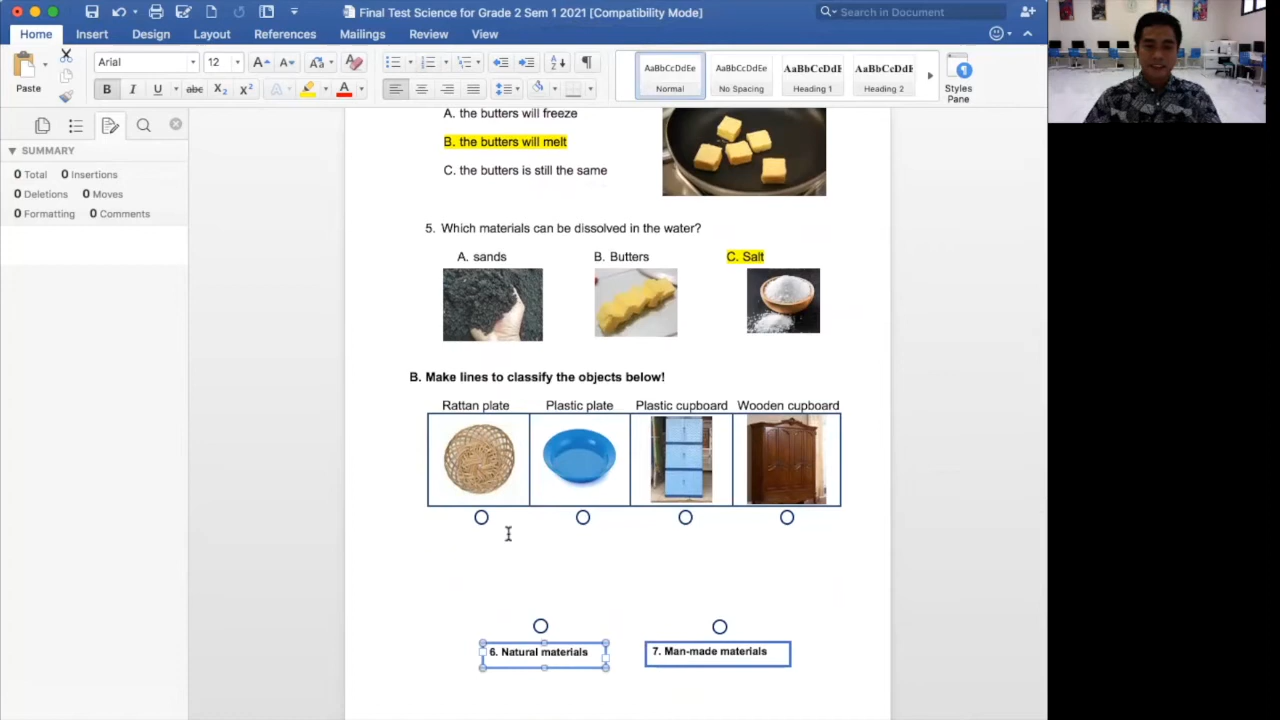 Final Test Science for Grade 2 Sem 1 2021 [Compatibility Mode]
Search in Document
Home Insert Design Layout References Mailings Review View
Paste
Arial 12
B I U abc X2 X2 A A
AaBbCcDdEe AaBbCcDdEe AaBbCcDdE AaBbCcDdE
Normal No Spacing Heading 1 Heading 2
Styles Pane
SUMMARY
0 Total 0 Insertions
0 Deletions 0 Moves
0 Formatting 0 Comments
A. the butters will freeze
B. the butters will melt
C. the butters is still the same
5. Which materials can be dissolved in the water?
A. sands B. Butters C. Salt
B. Make lines to classify the objects below!
Rattan plate Plastic plate Plastic cupboard Wooden cupboard
6. Natural materials 7. Man-made materials